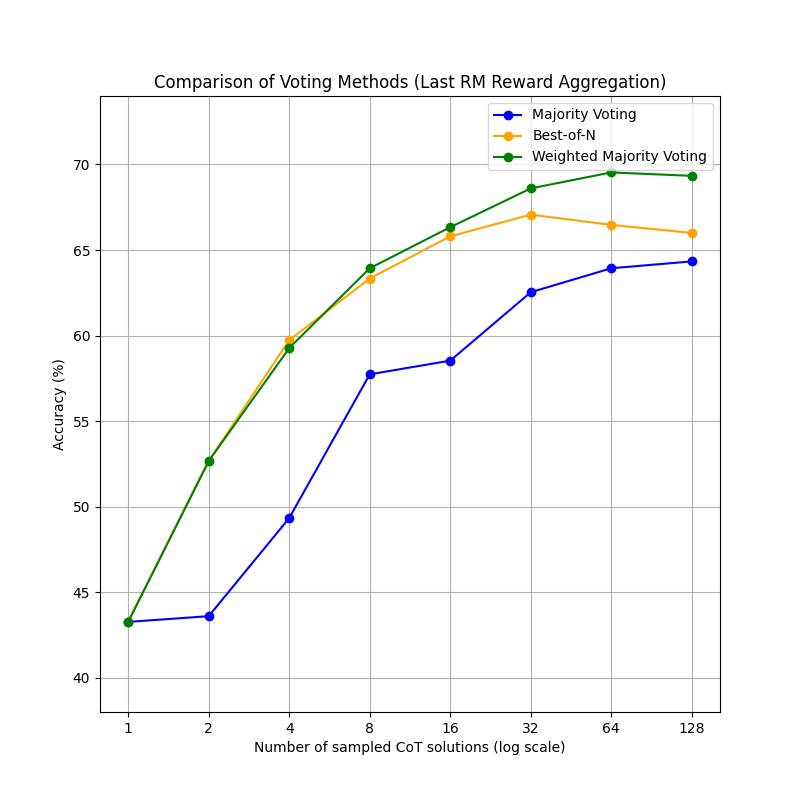 Comparison of Voting Methods (Last RM Reward Aggregation)
Majority Voting
Best-of-N
Weighted Majority Voting
Accuracy (%)
70
65
60
55
50
45
40
1 2 4 8 16 32 64 128
Number of sampled CoT solutions (log scale)